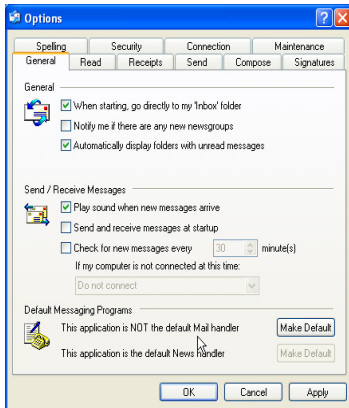 Options
Spelling Security Connection Maintenance
General Read Receipts Send Compose Signatures
General
When starting, go directly to my 'Inbox' folder
Notify me if there are any new newsgroups
Automatically display folders with unread messages
Send / Receive Messages
Play sound when new messages arrive
Send and receive messages at startup
Check for new messages every 30 minute(s)
If my computer is not connected at this time:
Do not connect
Default Messaging Programs
This application is NOT the default Mail handler Make Default
This application is the default News handler Make Default
OK Cancel Apply